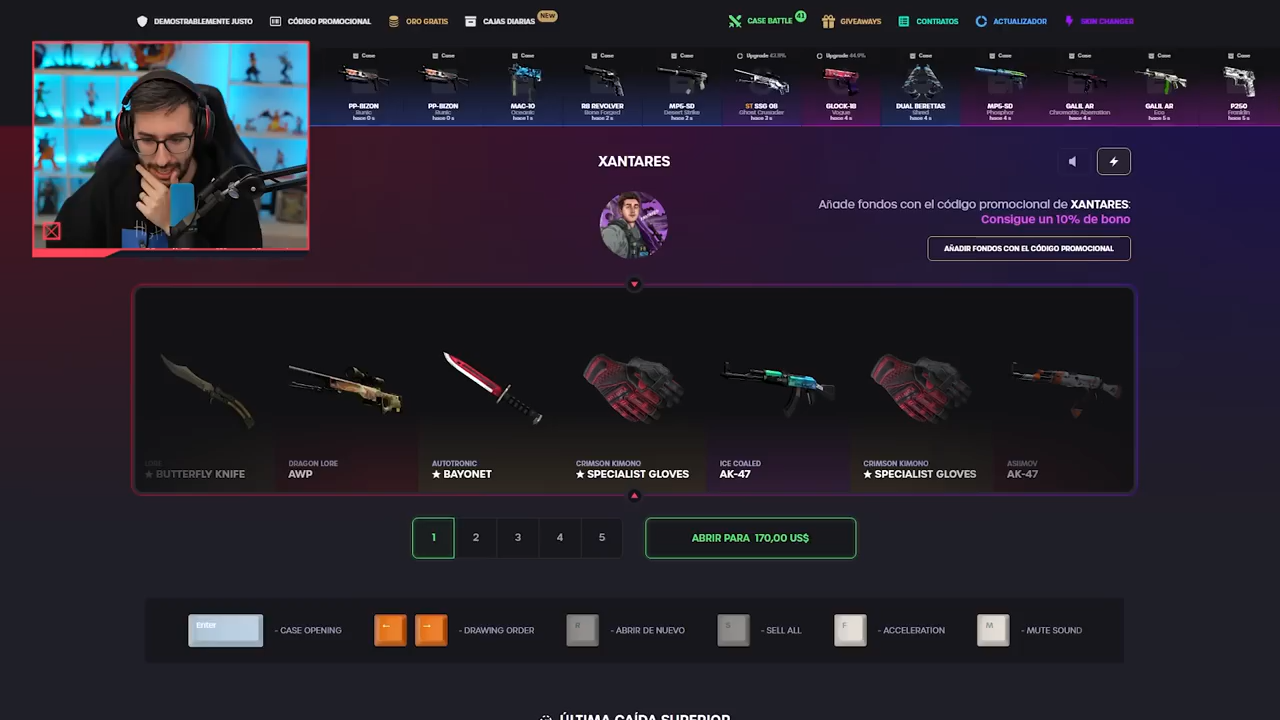 DEMOSTRABLEMENTE JUSTO
CÓDIGO PROMOCIONAL
ORO GRATIS
CAJAS DIARIAS NEW
CASE BATTLE 41
GIVEAWAYS
CONTRATOS
ACTUALIZADOR
SKIN CHANGER
Case
PP-BIZON
Runic
hace 0 s
Case
PP-BIZON
Runic
hace 0 s
Case
MAC-10
Oceanic
hace 1 s
Case
R8 REVOLVER
Bone Forged
hace 2 s
Case
MP5-SD
Desert Strike
hace 2 s
Upgrade 43.9%
ST SSG 08
Ghost Crusader
hace 3 s
Upgrade 44.0%
GLOCK-18
Vogue
hace 4 s
Case
DUAL BERETTAS
Shred
hace 4 s
Case
MP5-SD
Phosphor
hace 4 s
Case
GALIL AR
Chromatic Aberration
hace 4 s
Case
GALIL AR
Eco
hace 5 s
Case
P250
Franklin
hace 5 s
XANTARES
Añade fondos con el código promocional de XANTARES:
Consigue un 10% de bono
AÑADIR FONDOS CON EL CÓDIGO PROMOCIONAL
LORE
★ BUTTERFLY KNIFE
DRAGON LORE
AWP
AUTOTRONIC
★ BAYONET
CRIMSON KIMONO
★ SPECIALIST GLOVES
ICE COALED
AK-47
CRIMSON KIMONO
★ SPECIALIST GLOVES
ASIIMOV
AK-47
1 2 3 4 5
ABRIR PARA 170,00 US$
Enter - CASE OPENING
← → - DRAWING ORDER
R - ABRIR DE NUEVO
S - SELL ALL
F - ACCELERATION
M - MUTE SOUND
ÚLTIMA CAÍDA SUPERIOR